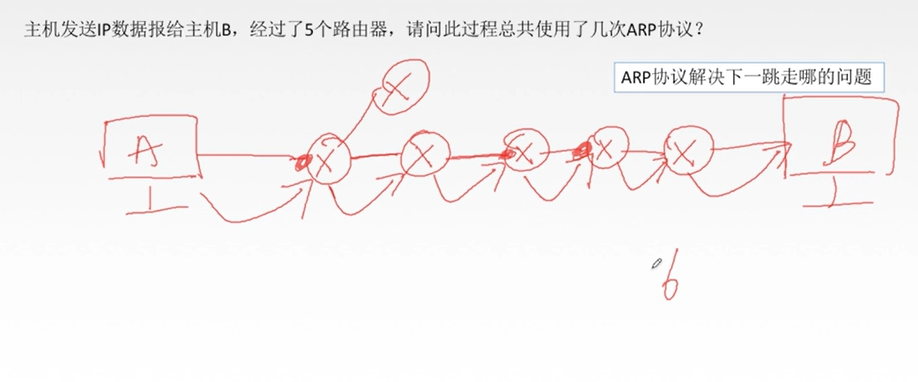 主机发送IP数据报给主机B，经过了5个路由器，请问此过程总共使用了几次ARP协议？
ARP协议解决下一跳走哪的问题
X
A X X X X X B
6